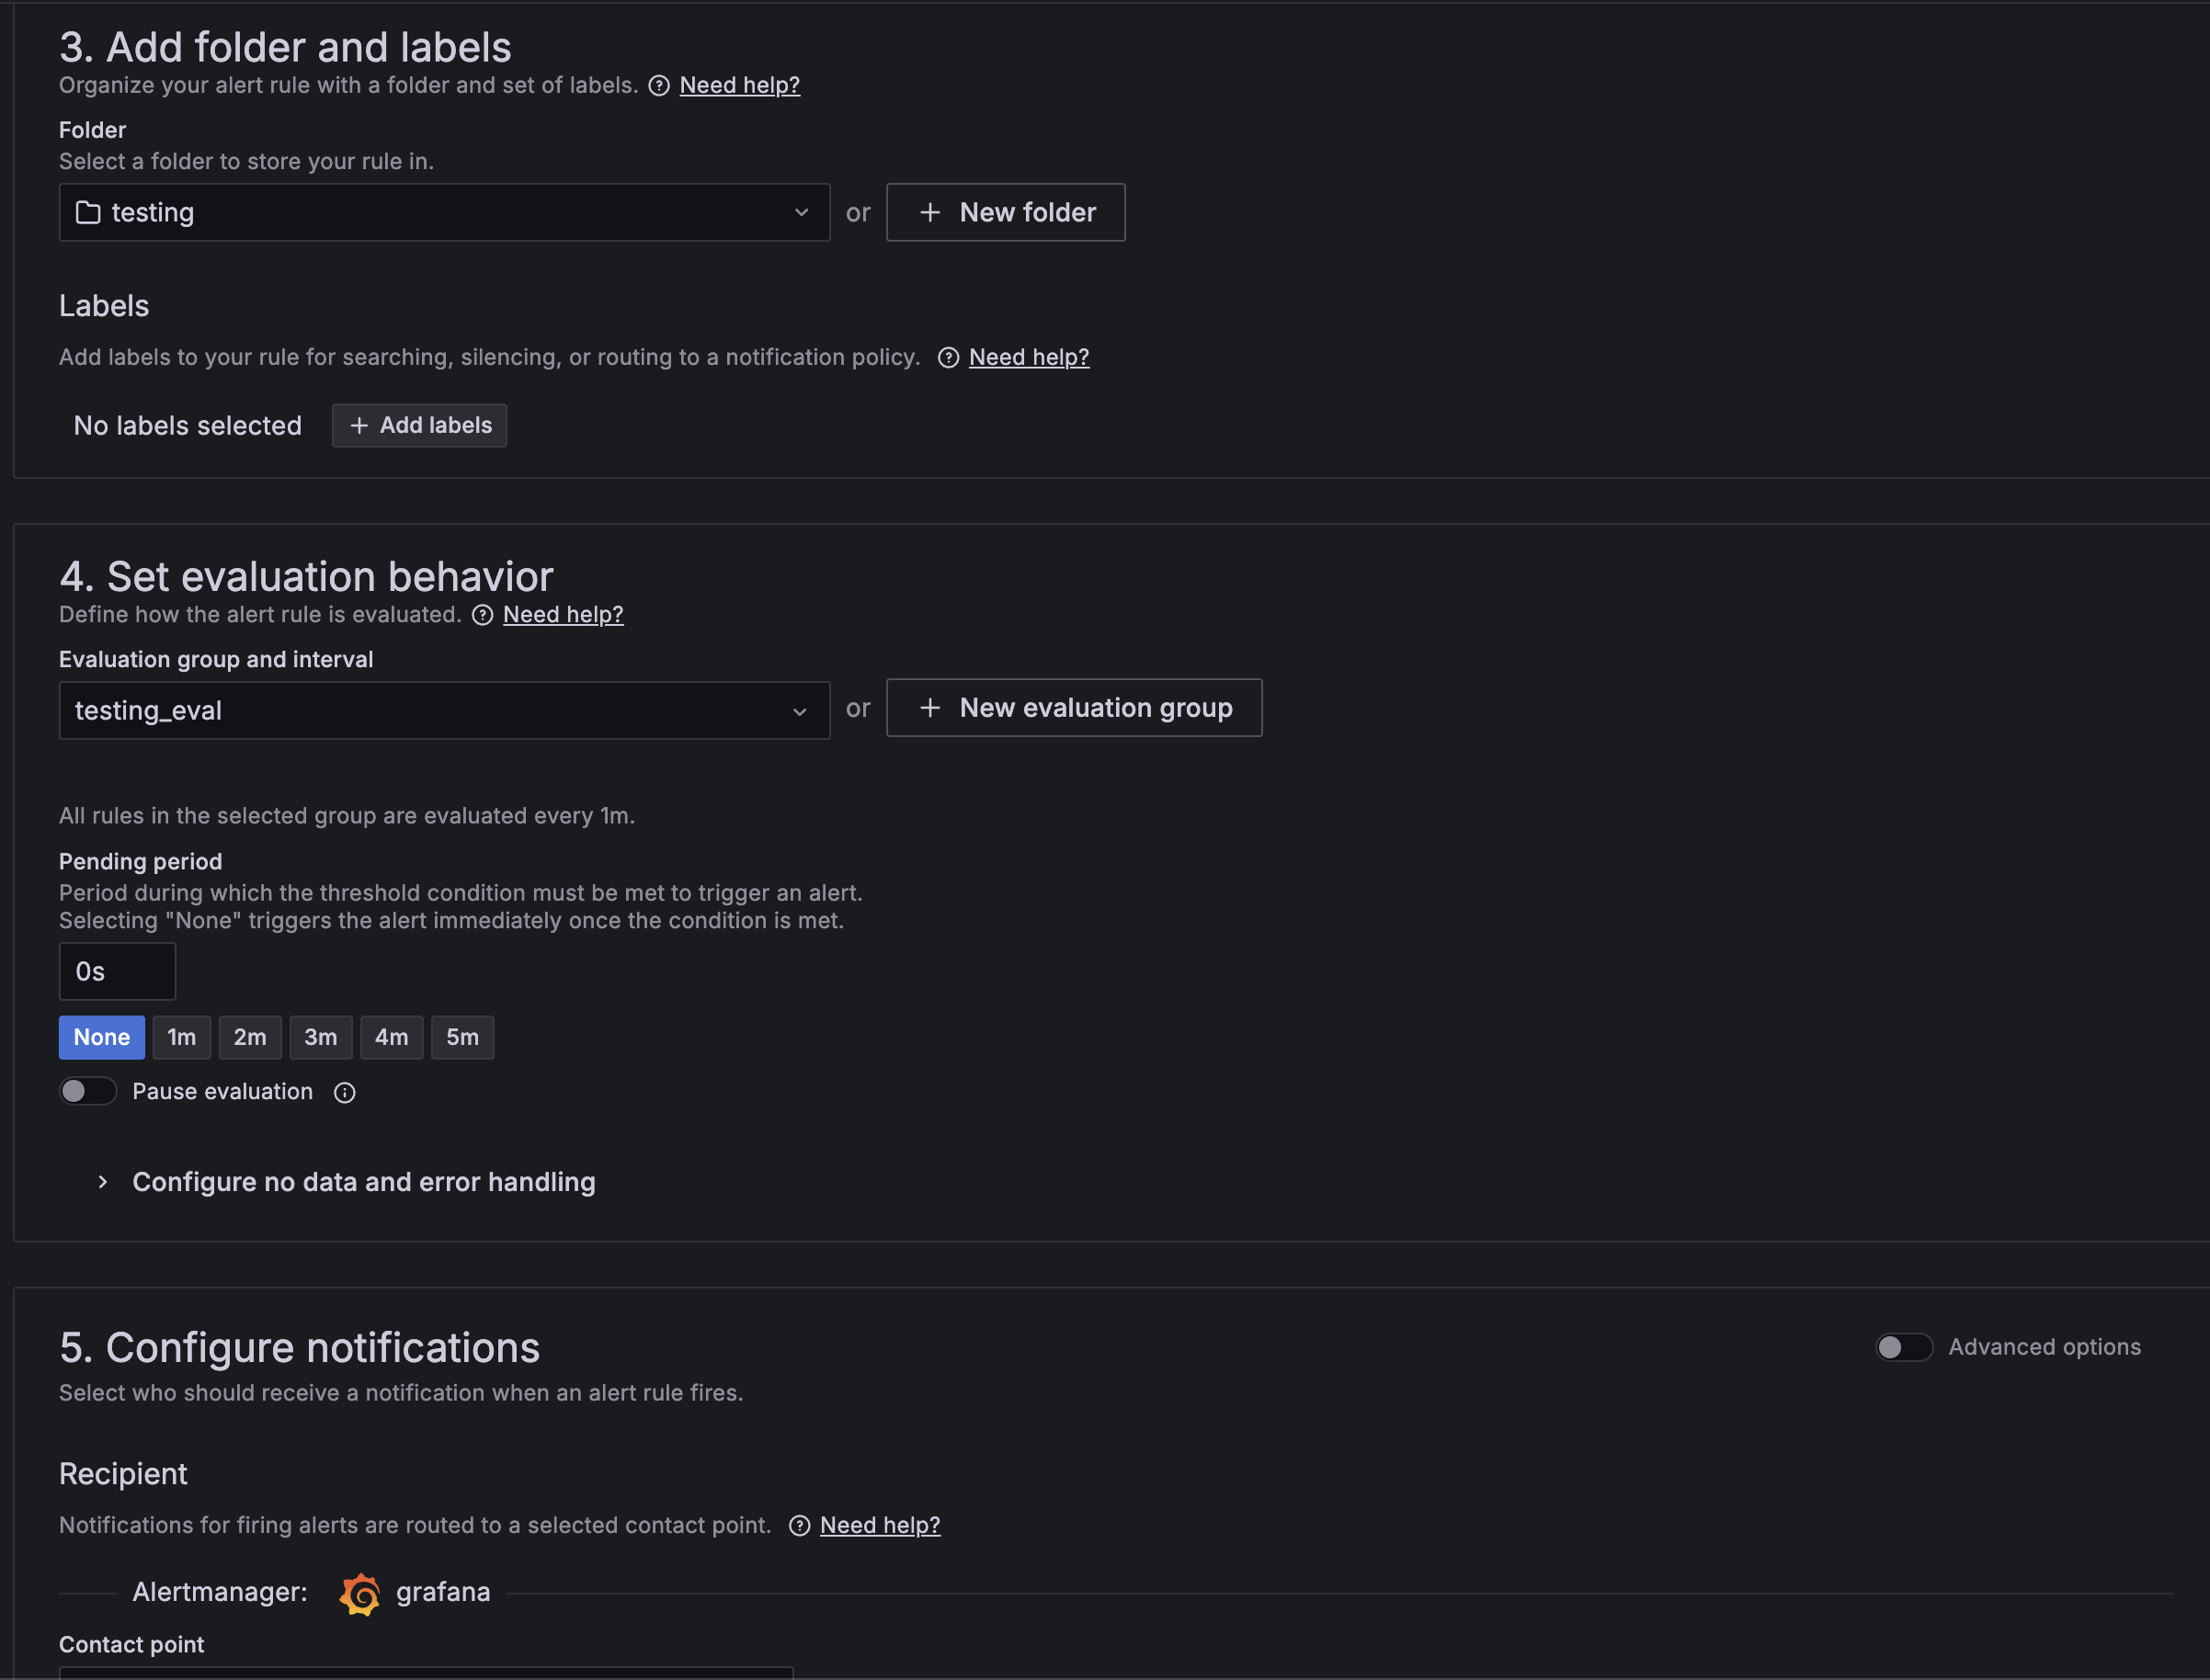 3. Add folder and labels
Organize your alert rule with a folder and set of labels. Need help?
Folder
Select a folder to store your rule in.
testing or + New folder
Labels
Add labels to your rule for searching, silencing, or routing to a notification policy. Need help?
No labels selected + Add labels
4. Set evaluation behavior
Define how the alert rule is evaluated. Need help?
Evaluation group and interval
testing_eval or + New evaluation group
All rules in the selected group are evaluated every 1m.
Pending period
Period during which the threshold condition must be met to trigger an alert.
Selecting "None" triggers the alert immediately once the condition is met.
0s
None 1m 2m 3m 4m 5m
Pause evaluation
Configure no data and error handling
5. Configure notifications Advanced options
Select who should receive a notification when an alert rule fires.
Recipient
Notifications for firing alerts are routed to a selected contact point. Need help?
Alertmanager: grafana
Contact point